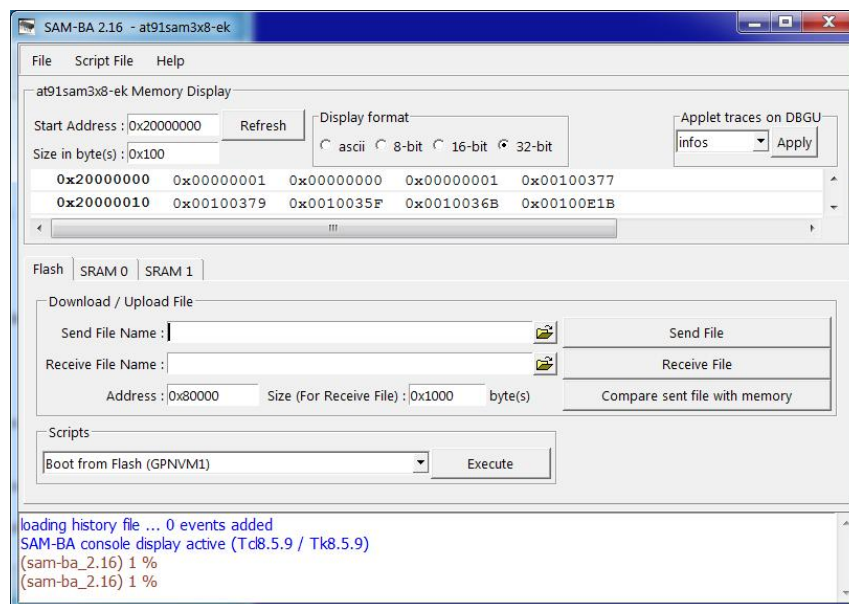 SAM-BA 2.16 - at91sam3x8-ek
File Script File Help
at91sam3x8-ek Memory Display
Start Address : 0x20000000 Refresh
Size in byte(s) : 0x100
Display format
ascii 8-bit 16-bit 32-bit
Applet traces on DBGU
infos Apply
0x20000000 0x00000001 0x00000000 0x00000001 0x00100377
0x20000010 0x00100379 0x0010035F 0x0010036B 0x00100E1B
Flash SRAM 0 SRAM 1
Download / Upload File
Send File Name : Send File
Receive File Name : Receive File
Address : 0x80000 Size (For Receive File) : 0x1000 byte(s) Compare sent file with memory
Scripts
Boot from Flash (GPNVM1) Execute
loading history file ... 0 events added
SAM-BA console display active (Tcl8.5.9 / Tk8.5.9)
(sam-ba_2.16) 1 %
(sam-ba_2.16) 1 %